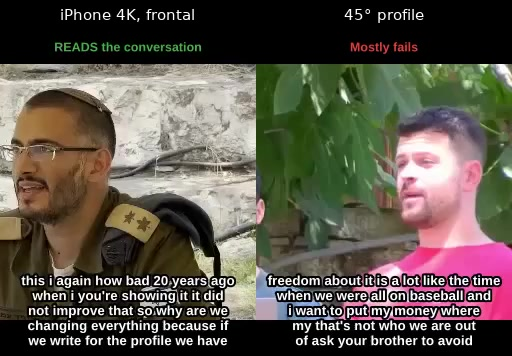 iPhone 4K, frontal
READS the conversation
this i again how bad 20 years ago
when i you're showing it it did
not improve that so why are we
changing everything because if
we write for the profile we have
45° profile
Mostly fails
freedom about it is a lot like the time
when we were all on baseball and
i want to put my money where
my that's not who we are out
of ask your brother to avoid